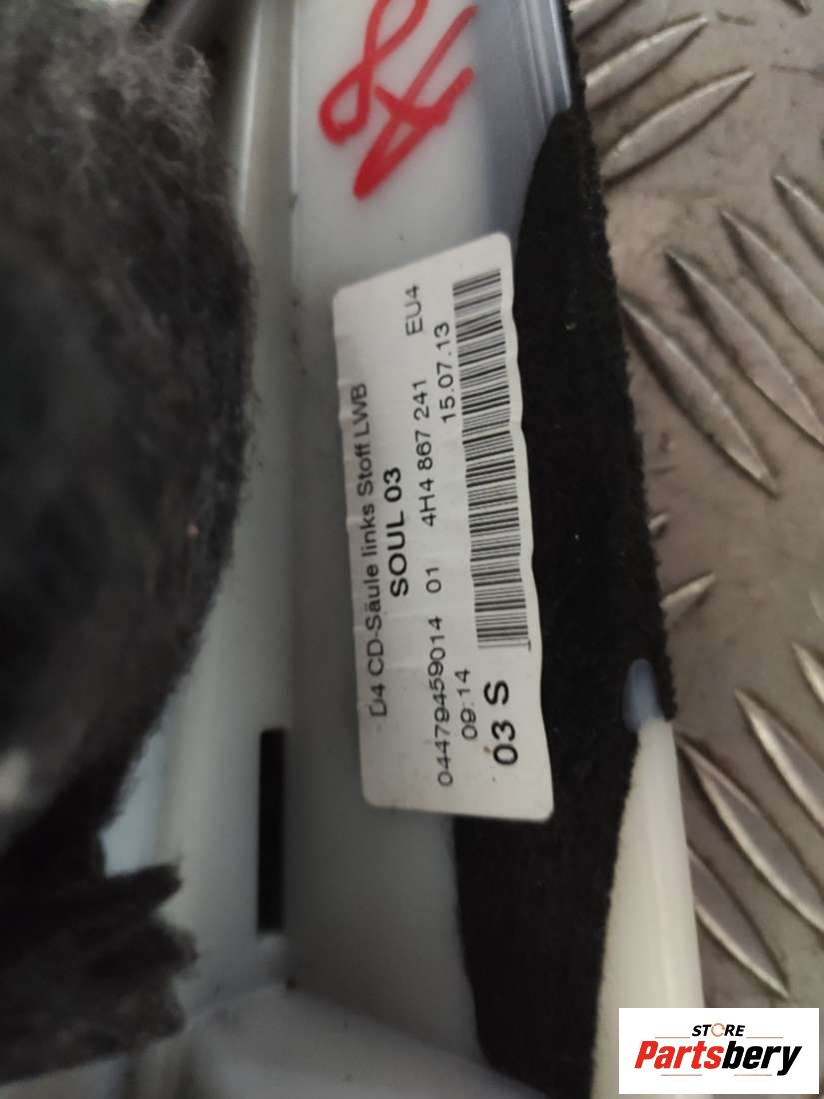 A8
D4 CD-Säule links Stoff LWB
SOUL 03
04479459014 01 4H4 867 241 EU4
09:14 15.07.13
03 S
STORE
Partsbery